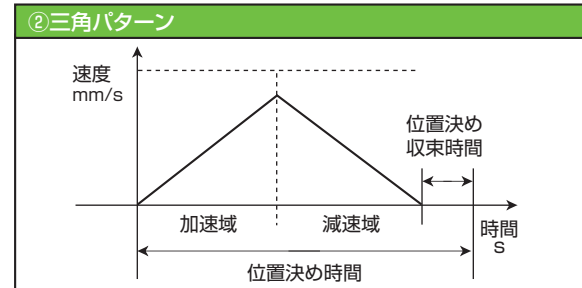 ②三角パターン
速度
mm/s
位置決め
収束時間
加速域
減速域
時間
S
位置決め時間